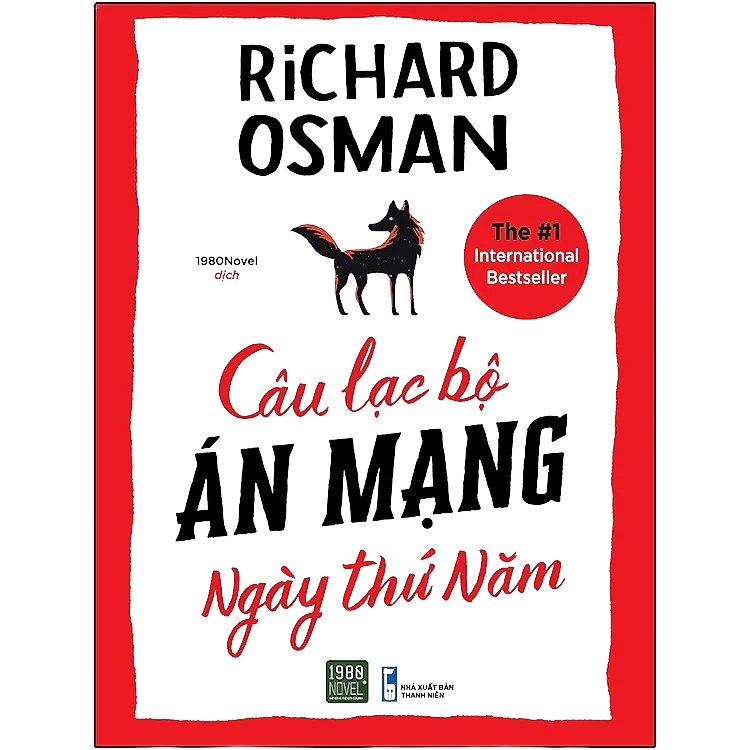 RiCHARD
OSMAN
1980Novel
dịch
The #1
International
Bestseller
Câu lạc bộ
ÁN MẠNG
Ngày thứ Năm
1980
NOVEL
NHÀ XUẤT BẢN
THANH NIÊN